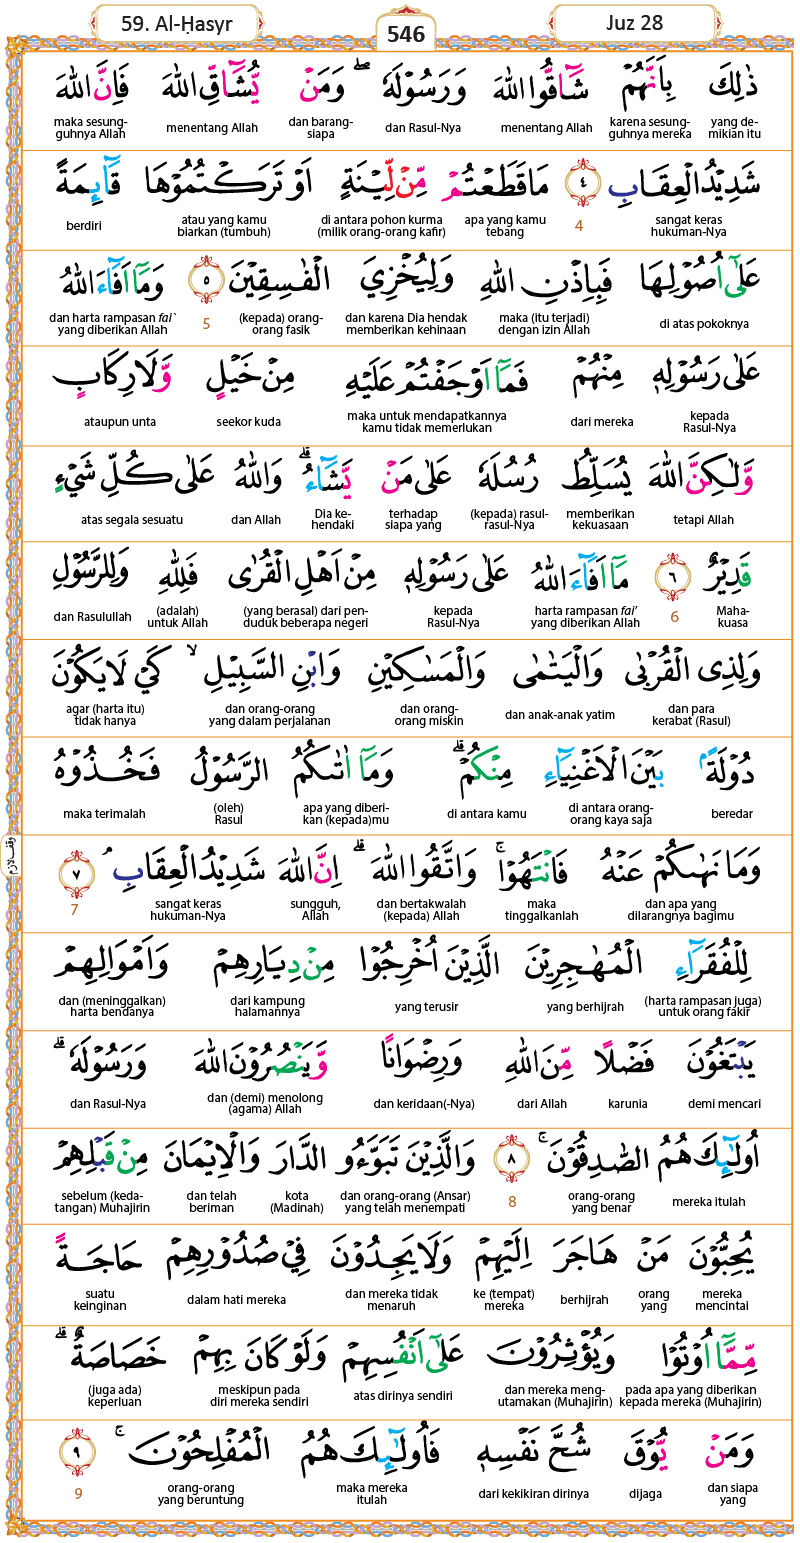 59. Al-Ḥasyr
546
Juz 28
ذٰلِكَ بِاَنَّهُمْ شَاۤقُّوا اللّٰهَ وَرَسُوْلَهٗ ۖ وَمَنْ يُّشَاۤقِّ اللّٰهَ فَاِنَّ اللّٰهَ
yang de-mikian itu karena sesung-guhnya mereka menentang Allah dan Rasul-Nya dan barang-siapa menentang Allah maka sesung-guhnya Allah
شَدِيْدُ الْعِقَابِ ٤ مَا قَطَعْتُمْ مِّنْ لِّيْنَةٍ اَوْ تَرَكْتُمُوْهَا قَاۤىِٕمَةً
sangat keras hukuman-Nya 4 apa yang kamu tebang di antara pohon kurma (milik orang-orang kafir) atau yang kamu biarkan (tumbuh) berdiri
عَلٰٓى اُصُوْلِهَا فَبِاِذْنِ اللّٰهِ وَلِيُخْزِيَ الْفٰسِقِيْنَ ٥ وَمَآ اَفَاۤءَ اللّٰهُ
di atas pokoknya maka (itu terjadi) dengan izin Allah dan karena Dia hendak memberikan kehinaan (kepada) orang-orang fasik 5 dan harta rampasan fai` yang diberikan Allah
عَلٰى رَسُوْلِهٖ مِنْهُمْ فَمَآ اَوْجَفْتُمْ عَلَيْهِ مِنْ خَيْلٍ وَّلَا رِكَابٍ
kepada Rasul-Nya dari mereka maka untuk mendapatkannya kamu tidak memerlukan seekor kuda ataupun unta
وَّلٰكِنَّ اللّٰهَ يُسَلِّطُ رُسُلَهٗ عَلٰى مَنْ يَّشَاۤءُ ۗ وَاللّٰهُ عَلٰى كُلِّ شَيْءٍ
tetapi Allah memberikan kekuasaan (kepada) rasul-rasul-Nya terhadap siapa yang Dia ke-hendaki dan Allah atas segala sesuatu
قَدِيْرٌ ٦ مَآ اَفَاۤءَ اللّٰهُ عَلٰى رَسُوْلِهٖ مِنْ اَهْلِ الْقُرٰى فَلِلّٰهِ وَلِلرَّسُوْلِ
Maha-kuasa 6 harta rampasan fai’ yang diberikan Allah kepada Rasul-Nya (yang berasal) dari pen-duduk beberapa negeri (adalah) untuk Allah dan Rasulullah
وَلِذِى الْقُرْبٰى وَالْيَتٰمٰى وَالْمَسٰكِيْنِ وَابْنِ السَّبِيْلِۙ كَيْ لَا يَكُوْنَ
dan para kerabat (Rasul) dan anak-anak yatim dan orang-orang miskin dan orang-orang yang dalam perjalanan agar (harta itu) tidak hanya
دُوْلَةً ۢ بَيْنَ الْاَغْنِيَاۤءِ مِنْكُمْ ۗ وَمَآ اٰتٰىكُمُ الرَّسُوْلُ فَخُذُوْهُ
beredar di antara orang-orang kaya saja di antara kamu apa yang diberi-kan (kepada)mu (oleh) Rasul maka terimalah
وَمَا نَهٰىكُمْ عَنْهُ فَانْتَهُوْاۚ وَاتَّقُوا اللّٰهَ ۗ اِنَّ اللّٰهَ شَدِيْدُ الْعِقَابِۘ ٧
وقف لازم
dan apa yang dilarangnya bagimu maka tinggalkanlah dan bertakwalah (kepada) Allah sungguh, Allah sangat keras hukuman-Nya 7
لِلْفُقَرَاۤءِ الْمُهٰجِرِيْنَ الَّذِيْنَ اُخْرِجُوْا مِنْ دِيَارِهِمْ وَاَمْوَالِهِمْ
(harta rampasan juga) untuk orang fakir yang berhijrah yang terusir dari kampung halamannya dan (meninggalkan) harta bendanya
يَبْتَغُوْنَ فَضْلًا مِّنَ اللّٰهِ وَرِضْوَانًا وَّيَنْصُرُوْنَ اللّٰهَ وَرَسُوْلَهٗ ۗ
demi mencari karunia dari Allah dan keridaan(-Nya) dan (demi) menolong (agama) Allah dan Rasul-Nya
اُولٰۤىِٕكَ هُمُ الصّٰدِقُوْنَۚ ٨ وَالَّذِيْنَ تَبَوَّءُو الدَّارَ وَالْاِيْمَانَ مِنْ قَبْلِهِمْ
mereka itulah orang-orang yang benar 8 dan orang-orang (Ansar) yang telah menempati kota (Madinah) dan telah beriman sebelum (keda-tangan) Muhajirin
يُحِبُّوْنَ مَنْ هَاجَرَ اِلَيْهِمْ وَلَا يَجِدُوْنَ فِيْ صُدُوْرِهِمْ حَاجَةً
mereka mencintai orang yang berhijrah ke (tempat) mereka dan mereka tidak menaruh dalam hati mereka suatu keinginan
مِّمَّآ اُوْتُوْا وَيُؤْثِرُوْنَ عَلٰٓى اَنْفُسِهِمْ وَلَوْ كَانَ بِهِمْ خَصَاصَةٌ ۗ
pada apa yang diberikan kepada mereka (Muhajirin) dan mereka meng-utamakan (Muhajirin) atas dirinya sendiri meskipun pada diri mereka sendiri (juga ada) keperluan
وَمَنْ يُّوْقَ شُحَّ نَفْسِهٖ فَاُولٰۤىِٕكَ هُمُ الْمُفْلِحُوْنَۚ ٩
dan siapa yang dijaga dari kekikiran dirinya maka mereka itulah orang-orang yang beruntung 9